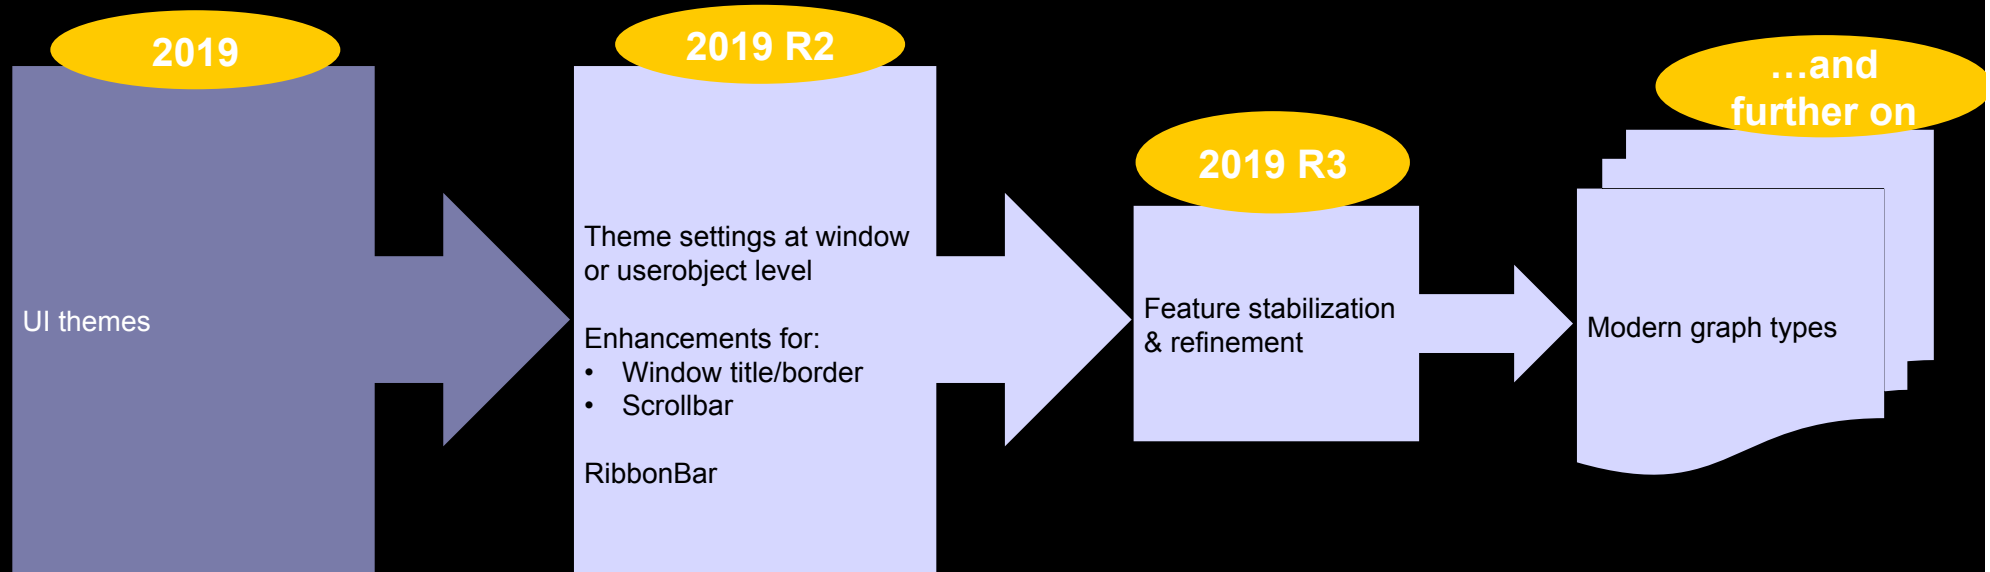 2019
UI themes
2019 R2
Theme settings at window
or userobject level
Enhancements for:
• Window title/border
• Scrollbar
RibbonBar
2019 R3
Feature stabilization
& refinement
…and
further on
Modern graph types